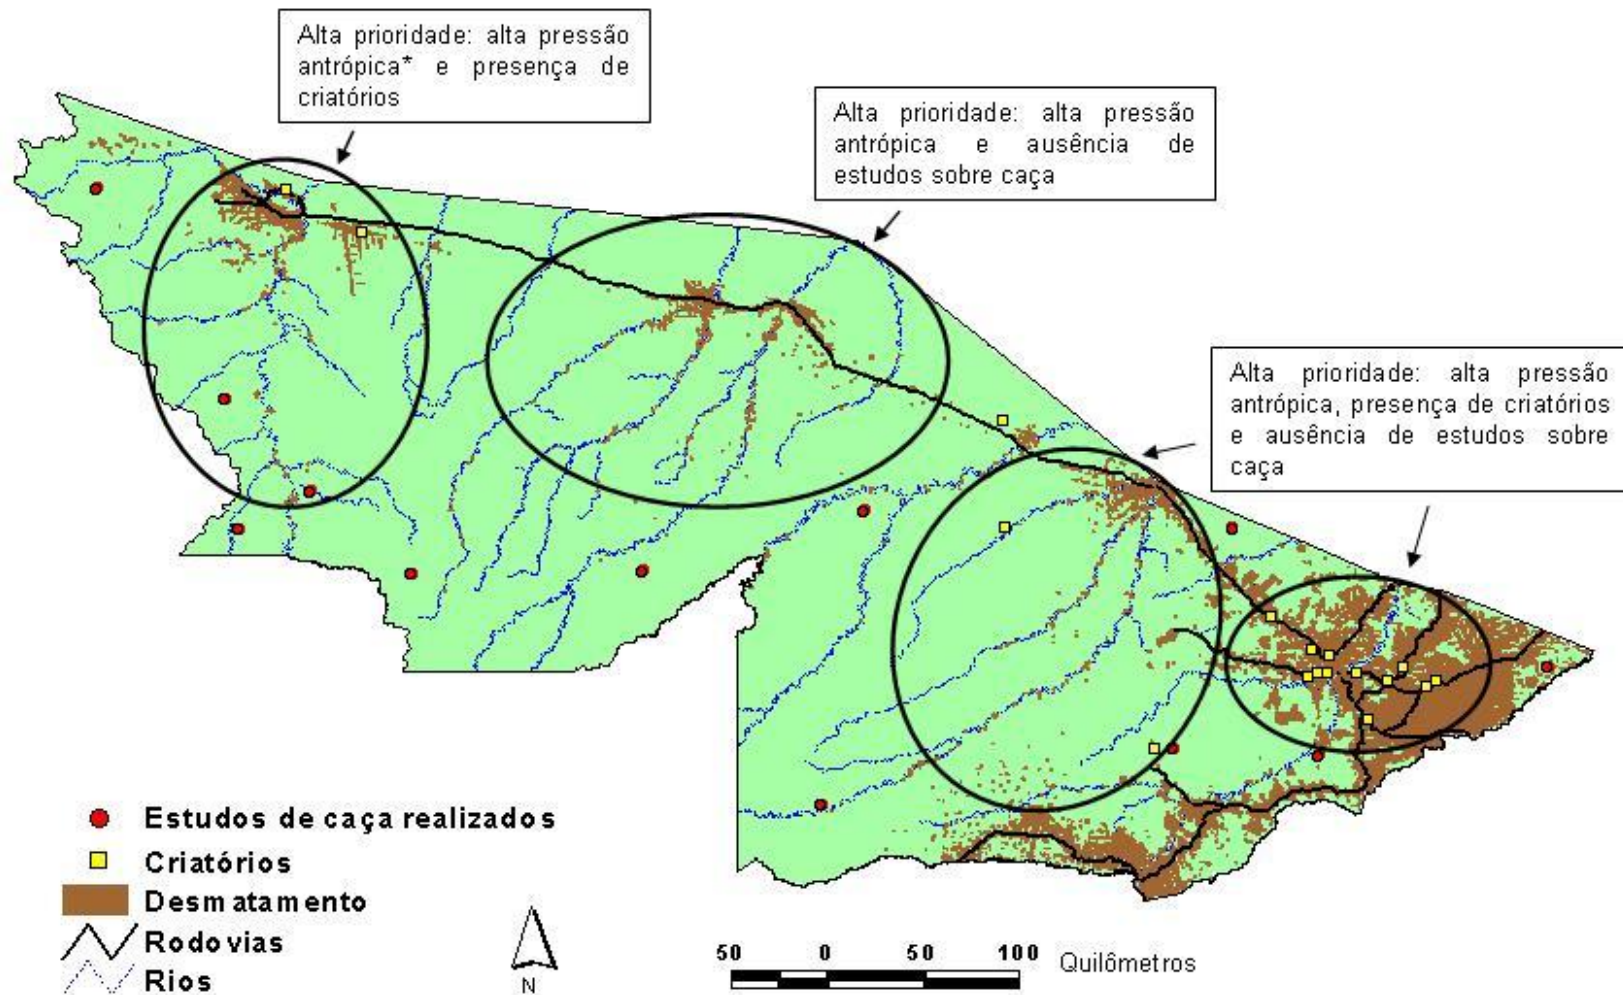 Alta prioridade: alta pressão
antrópica* e presença de
criatórios
Alta prioridade: alta pressão
antrópica e ausência de
estudos sobre caça
Alta prioridade: alta pressão
antrópica, presença de criatórios
e ausência de estudos sobre
caça
Estudos de caça realizados
Criatórios
Desmatamento
Rodovias
Rios
N
50 0 50 100 Quilômetros